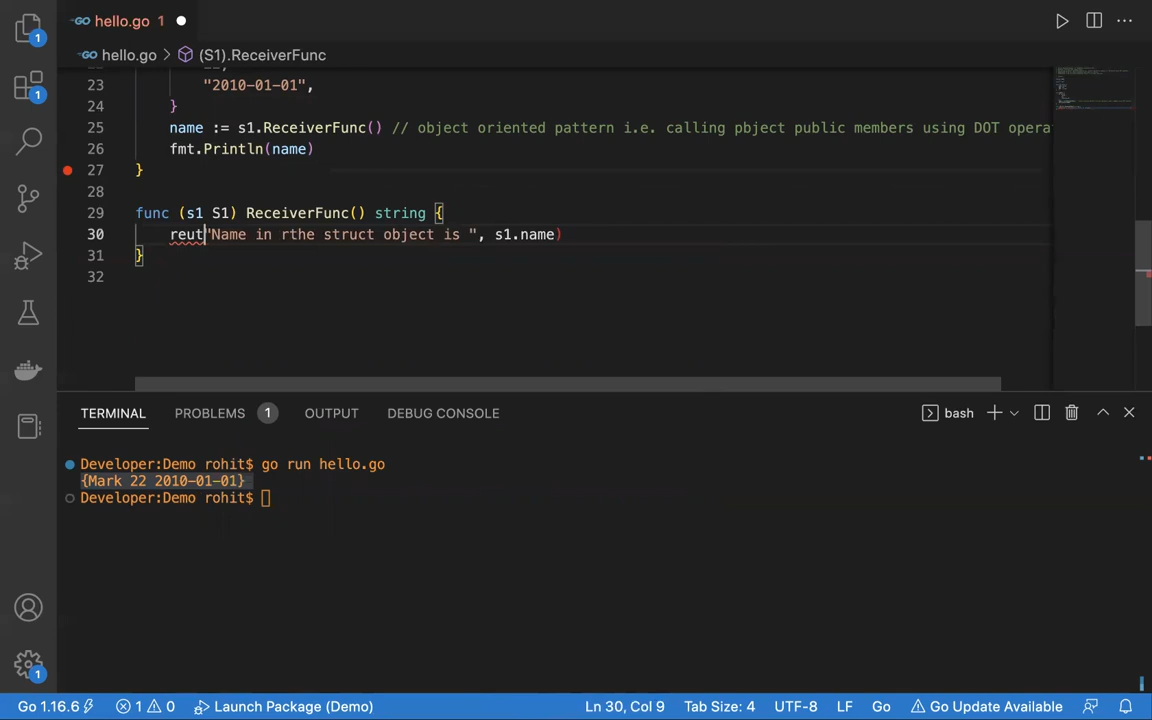 1
GO hello.go 1
GO hello.go > (S1).ReceiverFunc
1
23 "2010-01-01",
24 }
25 name := s1.ReceiverFunc() // object oriented pattern i.e. calling pbject public members using DOT opera
26 fmt.Println(name)
27 }
28
29 func (s1 S1) ReceiverFunc() string {
30 reut"Name in rthe struct object is ", s1.name)
31 }
32
TERMINAL PROBLEMS 1 OUTPUT DEBUG CONSOLE bash
Developer:Demo rohit$ go run hello.go
{Mark 22 2010-01-01}
Developer:Demo rohit$
1
Go 1.16.6 1 0 Launch Package (Demo) Ln 30, Col 9 Tab Size: 4 UTF-8 LF Go Go Update Available